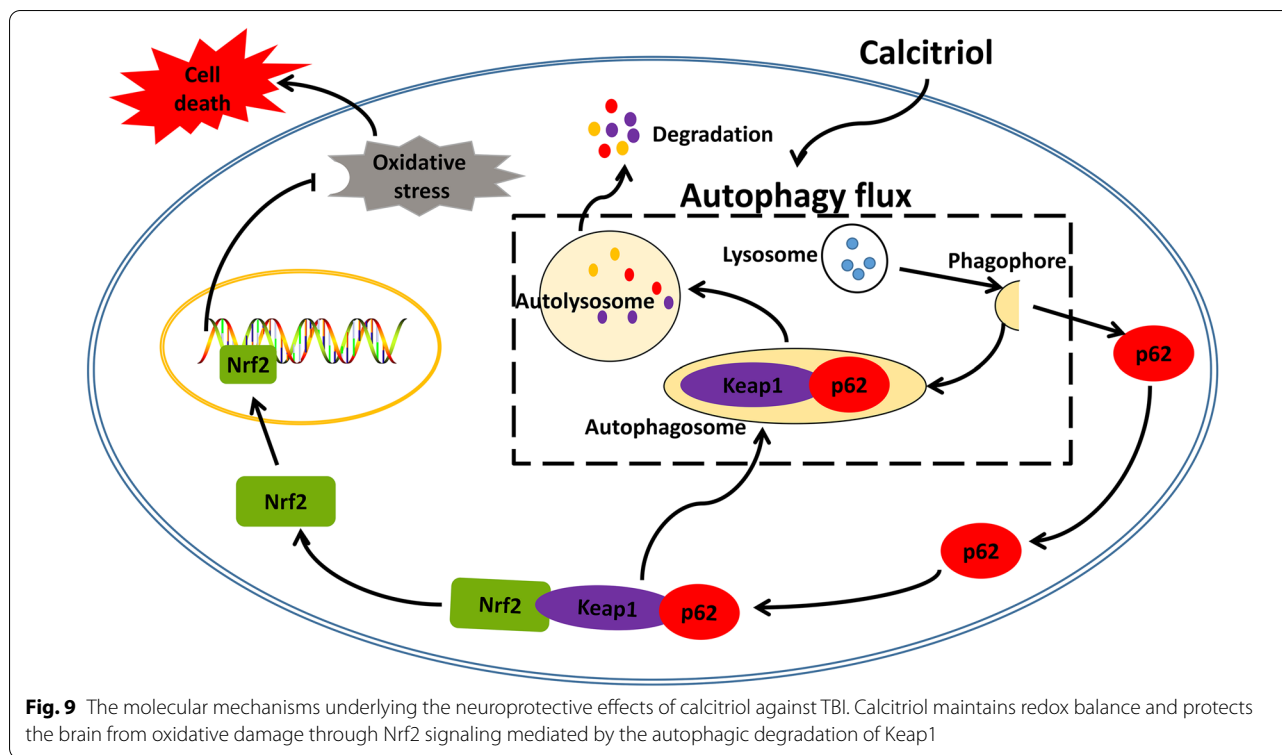 Calcitriol
Cell
death
Degradation
Oxidative
stress
Autophagy flux
Lysosome
Phagophore
Autolysosome
p62
Nrf2
Keap1
p62
Autophagosome
Nrf2
p62
Nrf2
Keap1
p62
Fig. 9 The molecular mechanisms underlying the neuroprotective effects of calcitriol against TBI. Calcitriol maintains redox balance and protects
the brain from oxidative damage through Nrf2 signaling mediated by the autophagic degradation of Keap1